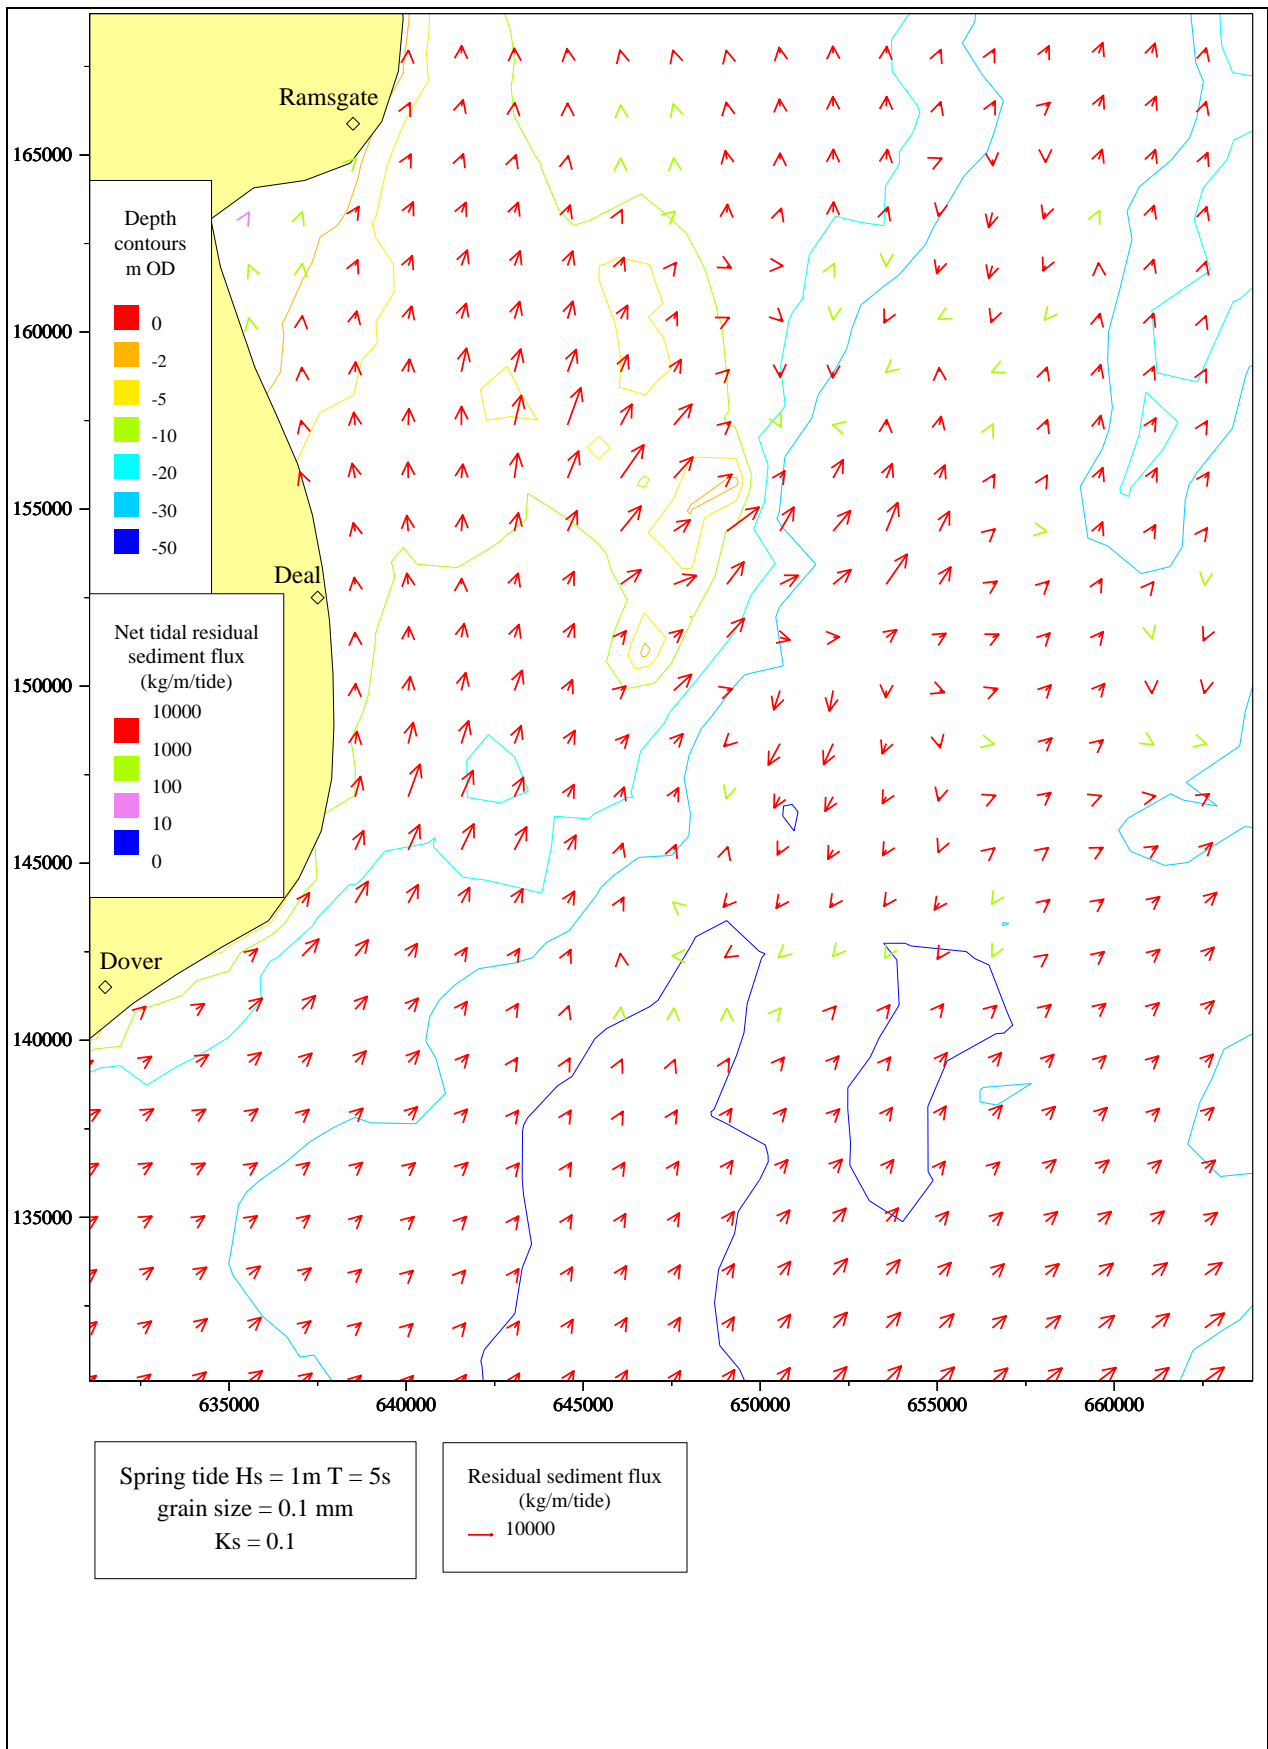 Ramsgate
165000
Depth
contours
m OD
0
-2
-5
-10
-20
-30
-50
160000
155000
Deal
Net tidal residual
sediment flux
(kg/m/tide)
10000
1000
100
10
0
150000
145000
Dover
140000
135000
635000 640000 645000 650000 655000 660000
Spring tide Hs = 1m T = 5s
grain size = 0.1 mm
Ks = 0.1
Residual sediment flux
(kg/m/tide)
10000